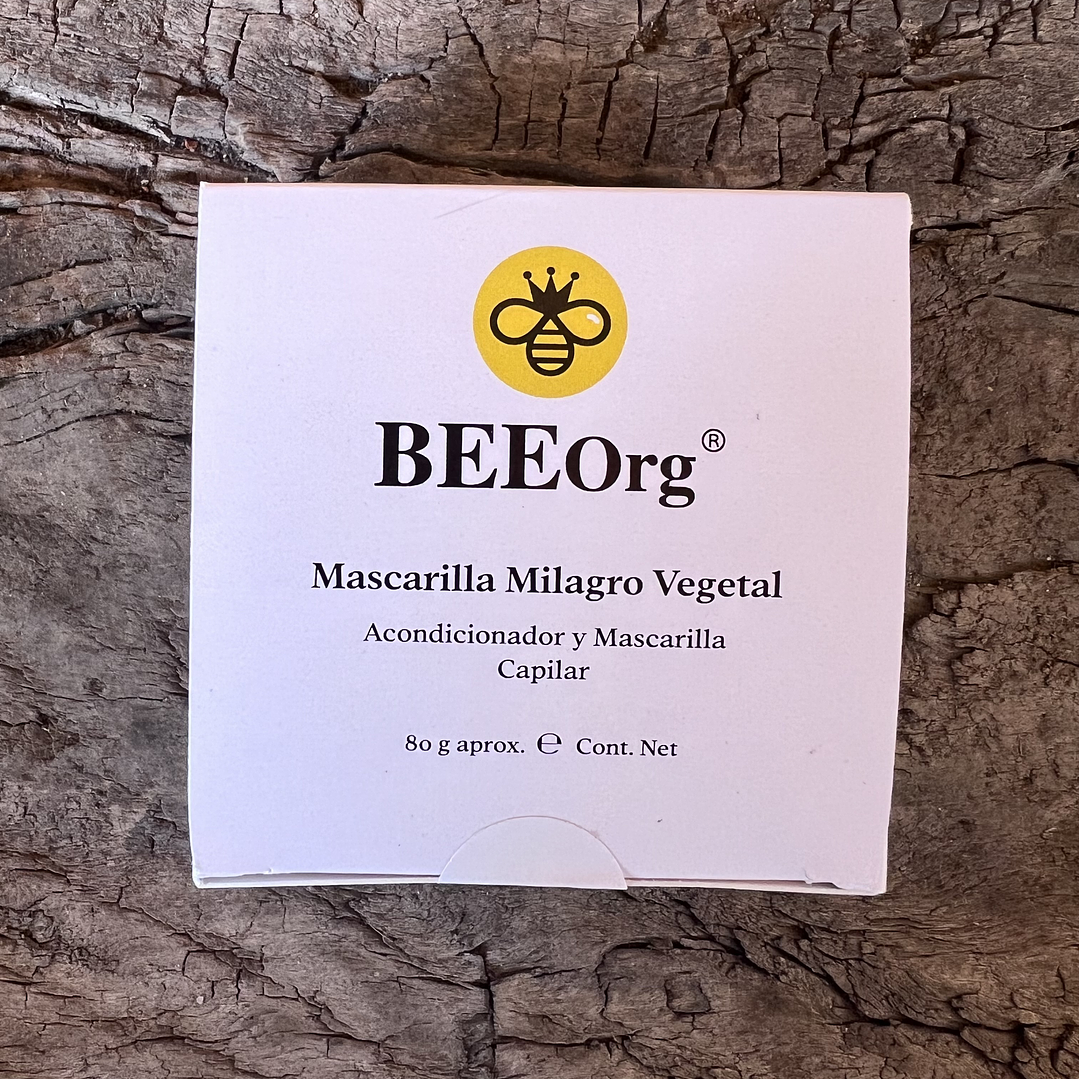 BEEOrg®
Mascarilla Milagro Vegetal
Acondicionador y Mascarilla
Capilar
80 g aprox. ℮ Cont. Net